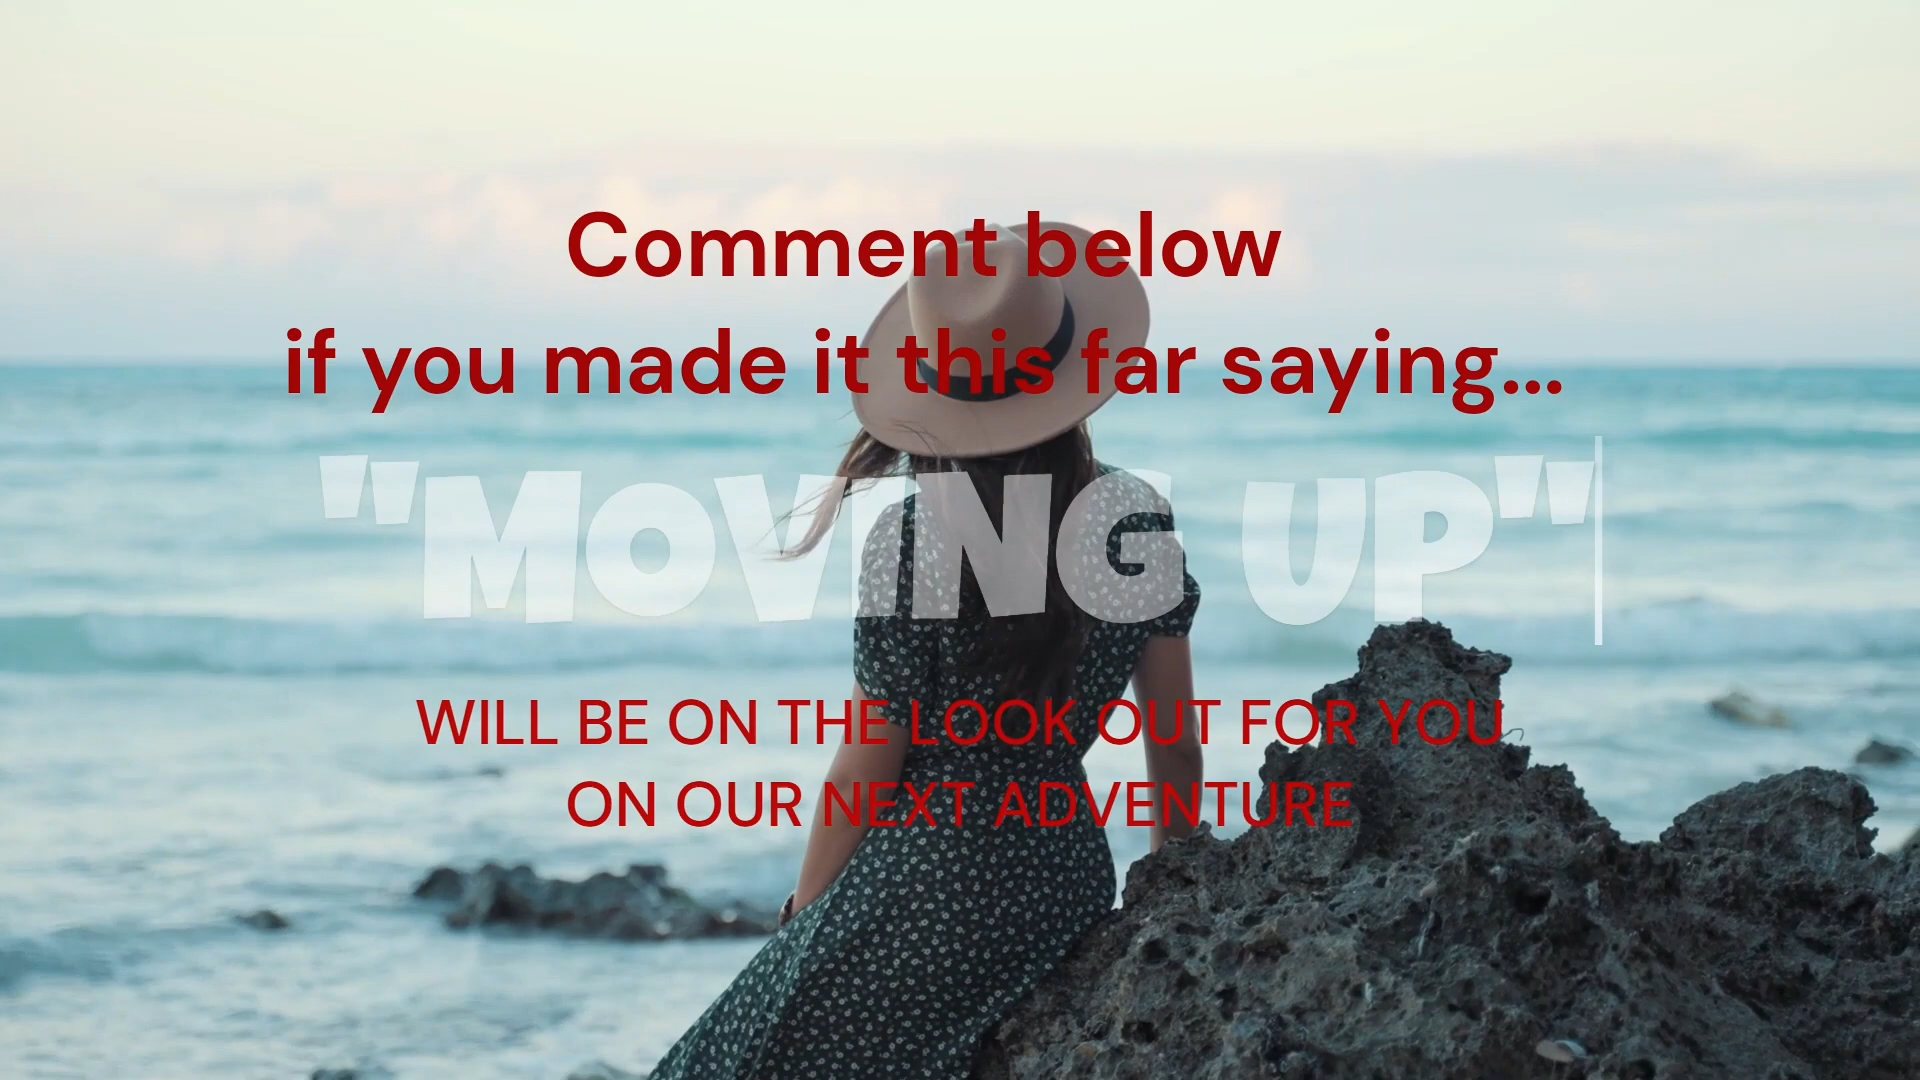 Comment below
if you made it this far saying...
"MOVING UP"
WILL BE ON THE LOOK OUT FOR YOU
ON OUR NEXT ADVENTURE